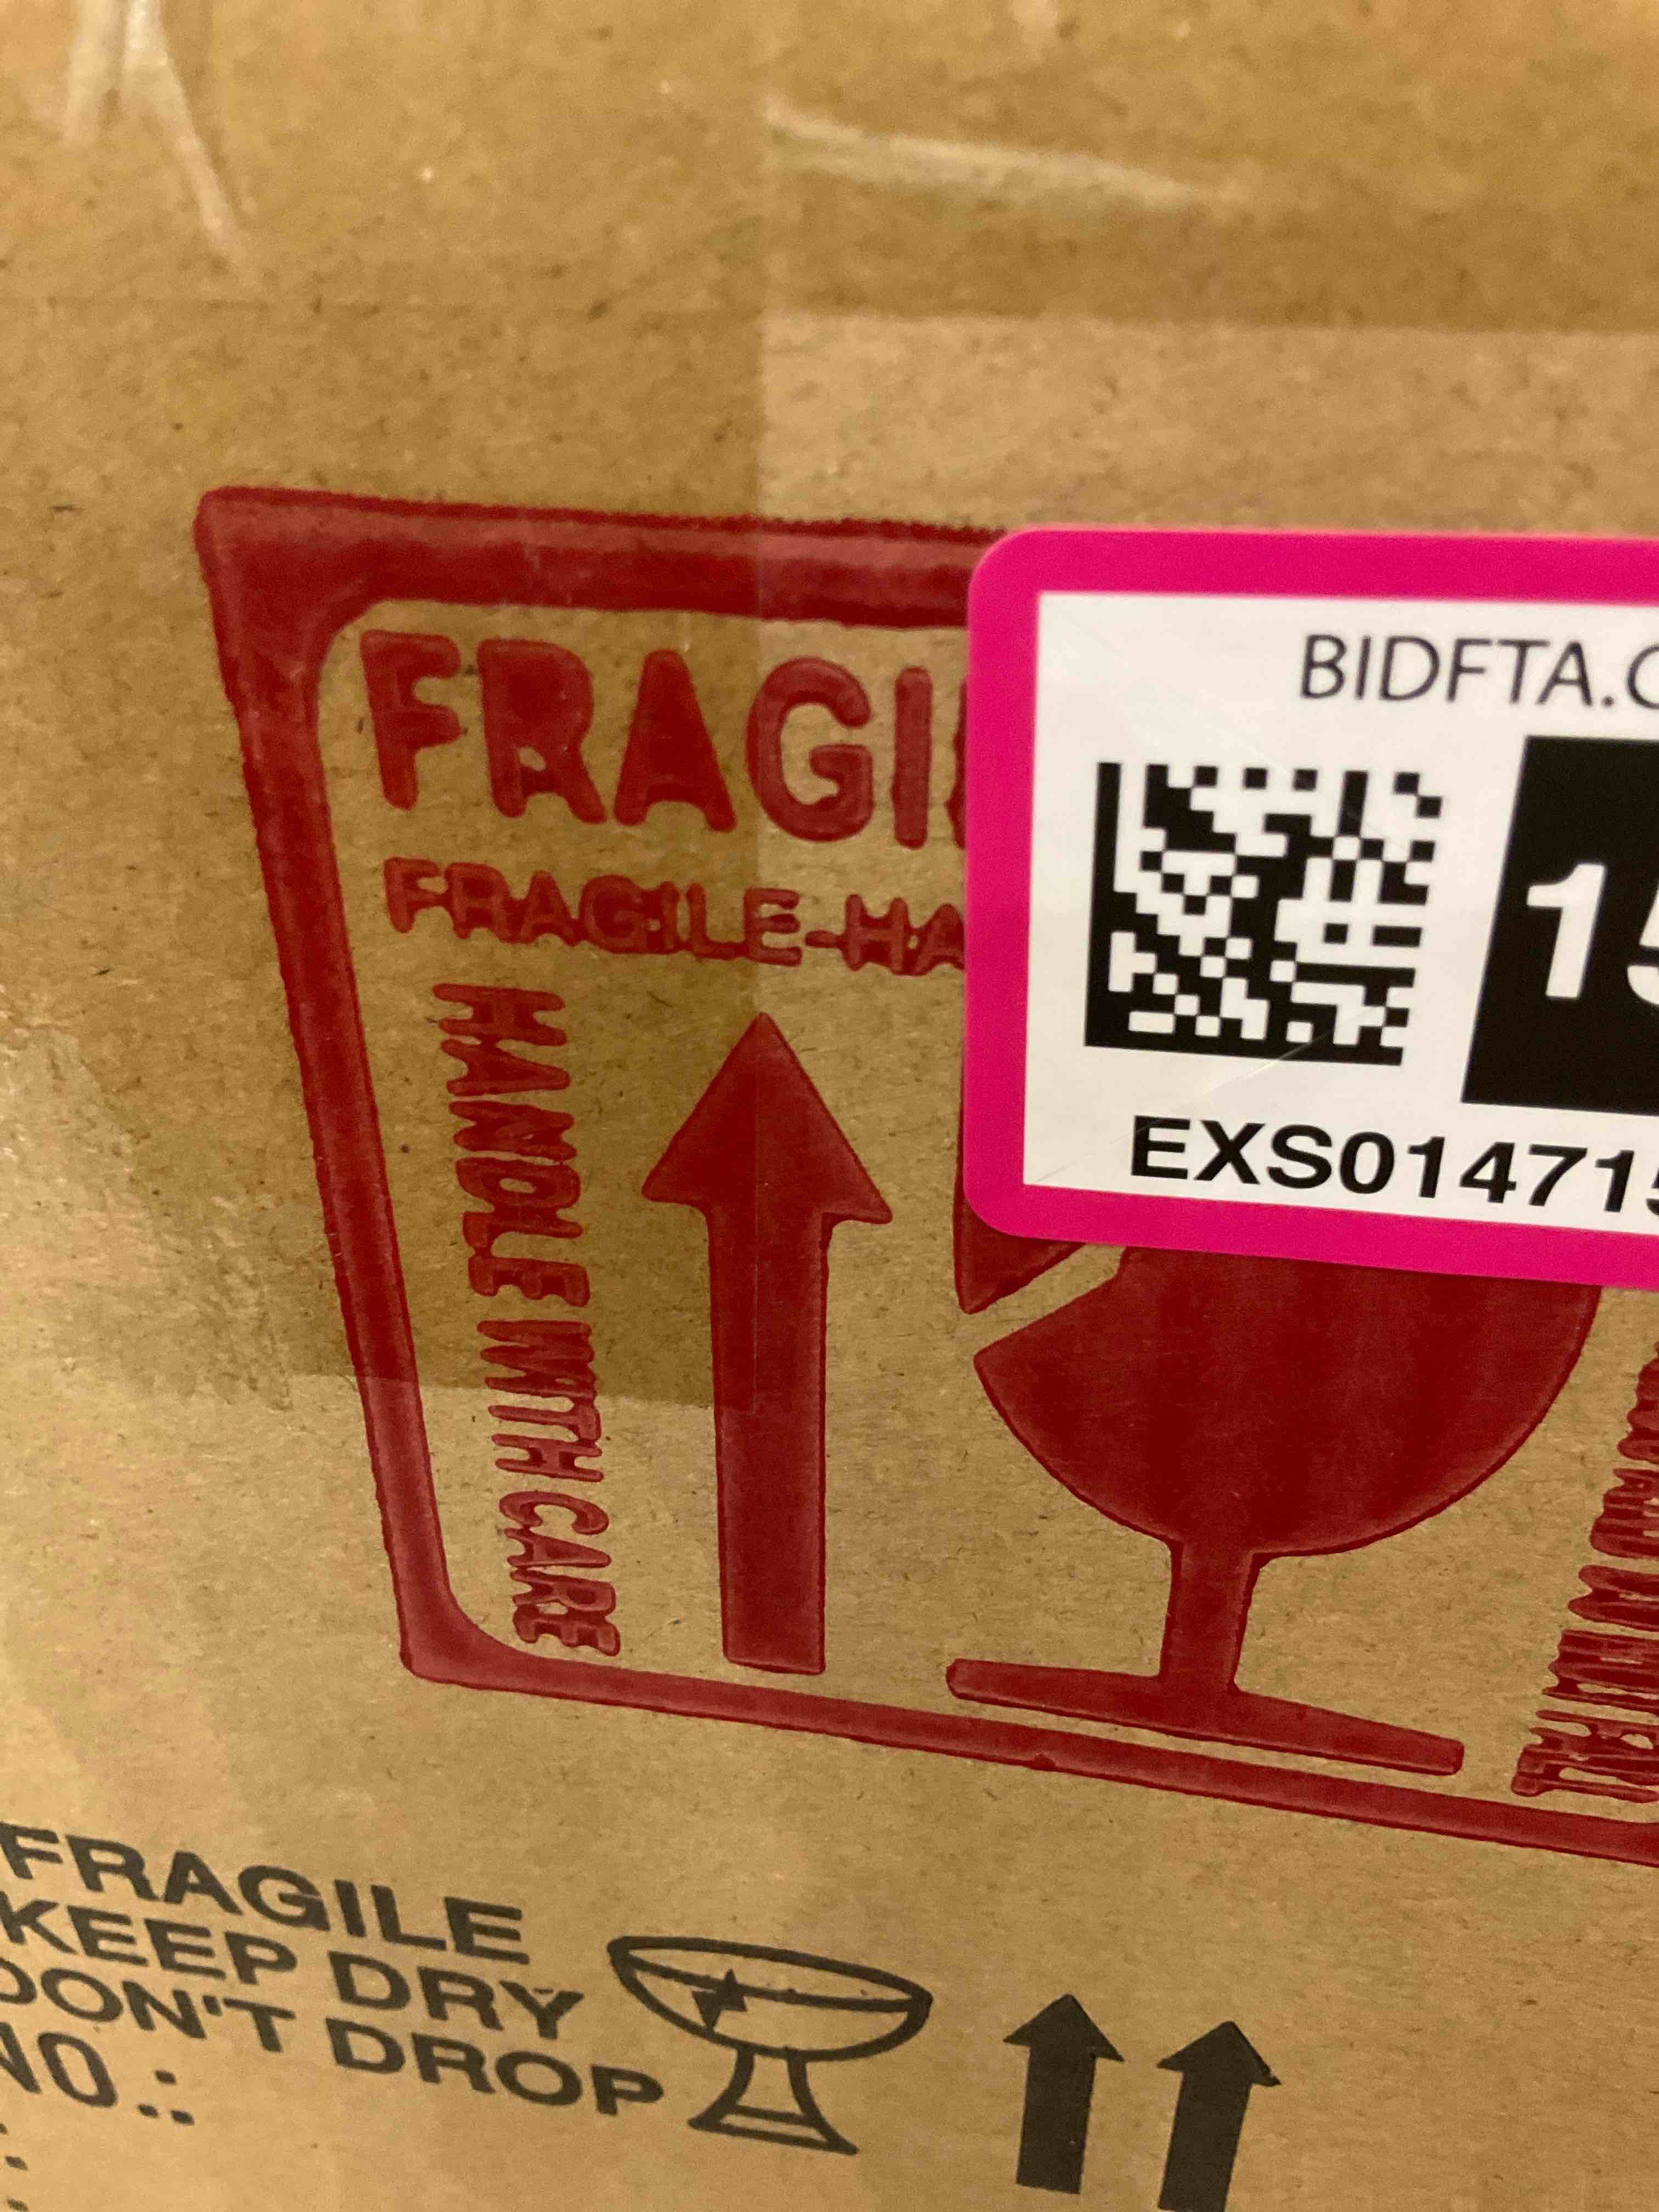 FRAGI
FRAGILE-HA
HANDLE WITH CARE
BIDFTA.C
15
EXS014715
FRAGILE
KEEP DRY
DON'T DROP
NO.: